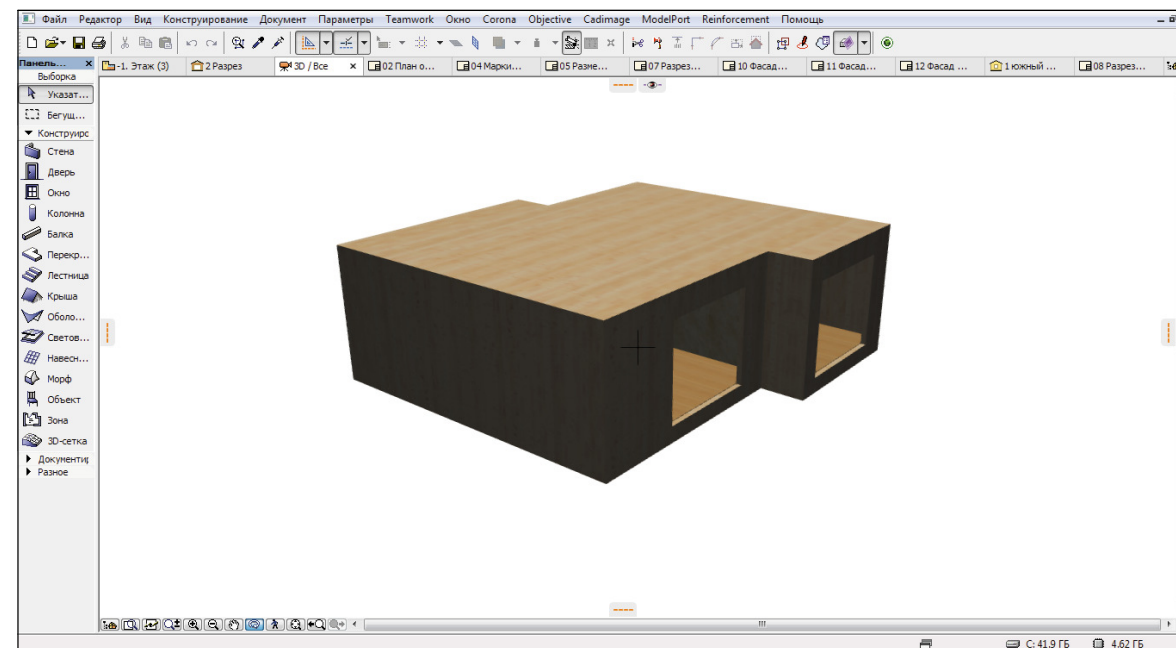 Файл Редактор Вид Конструирование Документ Параметры Teamwork Окно Corona Objective Cadimage ModelPort Reinforcement Помощь
Панель...
-1. Этаж (3) 2 Разрез 3D / Все 02 План о... 04 Марки... 05 Разме... 07 Разрез... 10 Фасад... 11 Фасад... 12 Фасад ... 1 южный ... 08 Разрез...
Выборка
Указат...
Бегущ...
Конструирс
Стена
Дверь
Окно
Колонна
Балка
Перекр...
Лестница
Крыша
Оболо...
Светов...
Навесн...
Морф
Объект
Зона
3D-сетка
Документир
Разное
C: 41.9 ГБ 4.62 ГБ